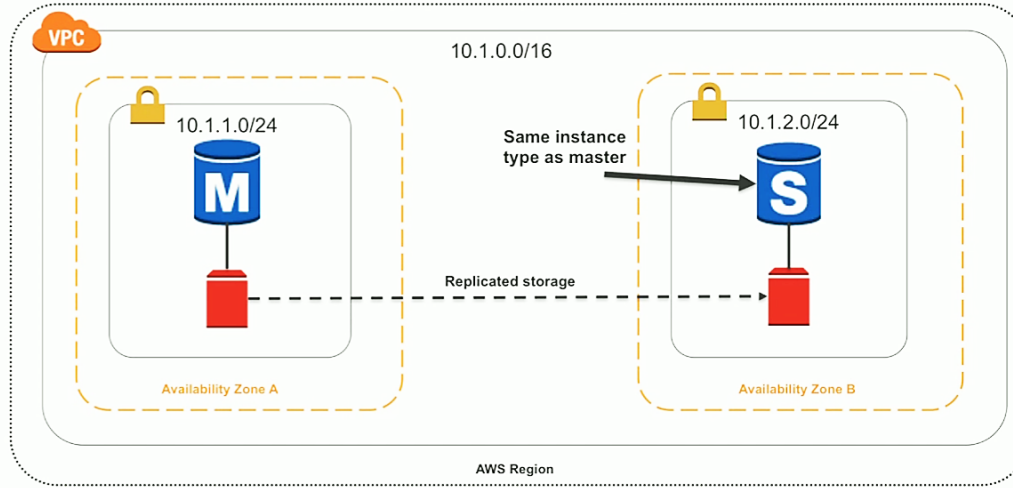 VPC
10.1.0.0/16
10.1.1.0/24
M
Same instance
type as master
10.1.2.0/24
S
Replicated storage
Availability Zone A
Availability Zone B
AWS Region